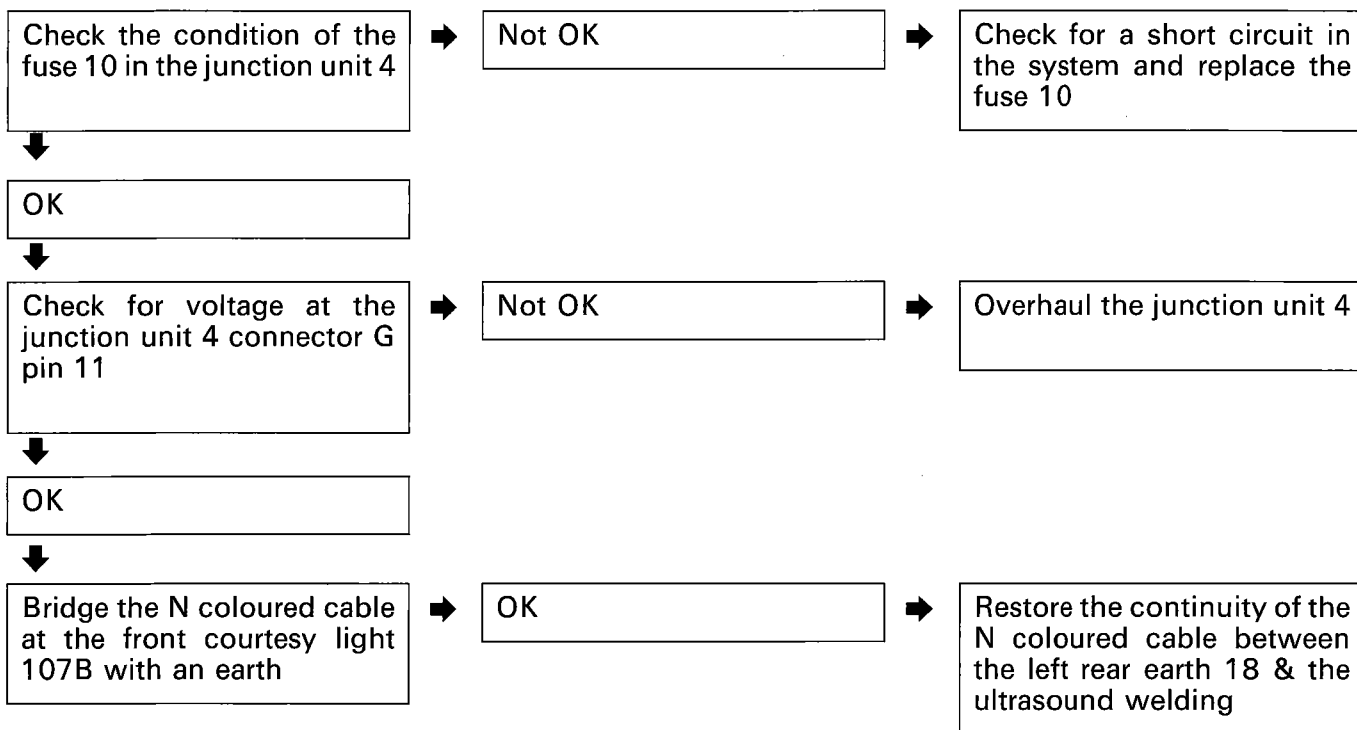 Check the condition of the
fuse 10 in the junction unit 4
Not OK
Check for a short circuit in
the system and replace the
fuse 10
OK
Check for voltage at the
junction unit 4 connector G
pin 11
Not OK
Overhaul the junction unit 4
OK
Bridge the N coloured cable
at the front courtesy light
107B with an earth
OK
Restore the continuity of the
N coloured cable between
the left rear earth 18 & the
ultrasound welding